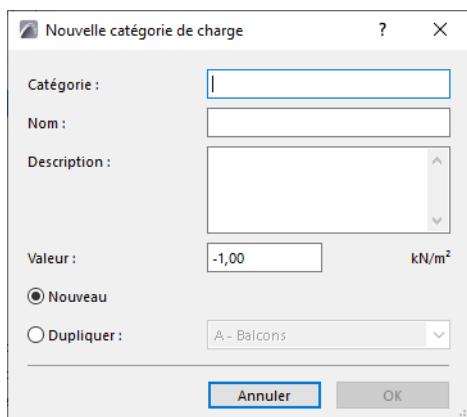 Nouvelle catégorie de charge ?
Catégorie :
Nom :
Description :
Valeur : -1,00 kN/m²
Nouveau
Dupliquer : A - Balcons
Annuler OK